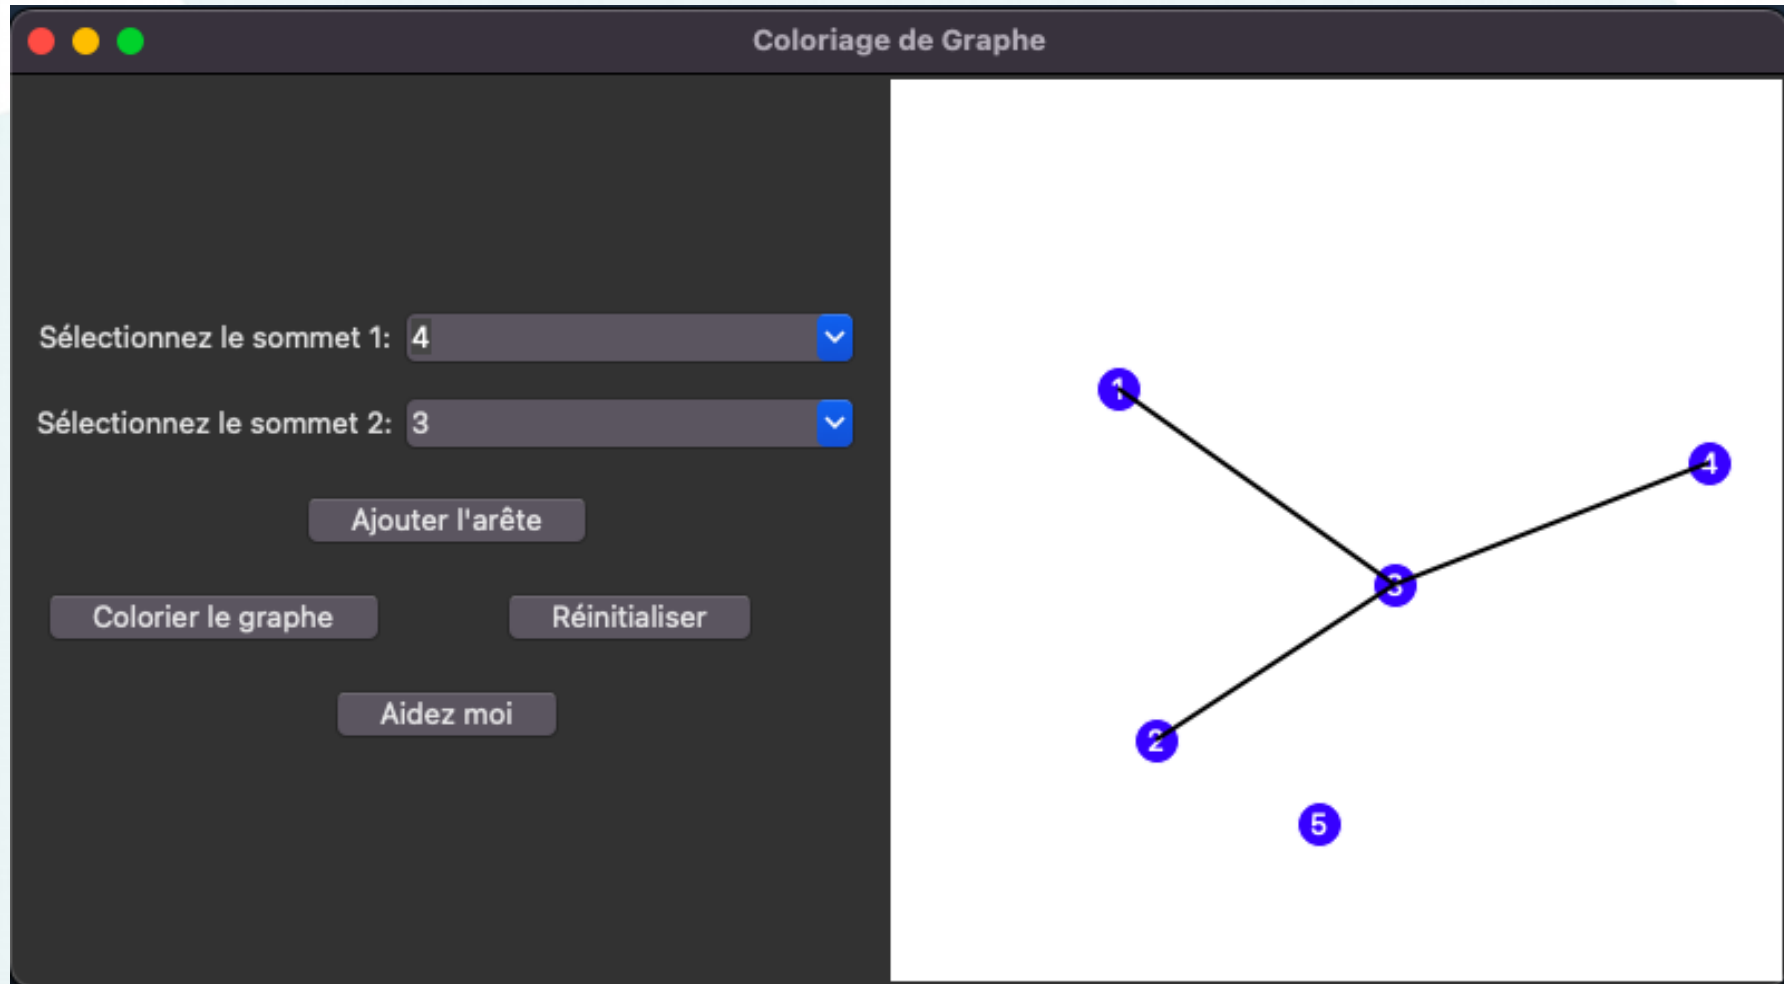 Coloriage de Graphe
Sélectionnez le sommet 1: 4
Sélectionnez le sommet 2: 3
Ajouter l'arête
Colorier le graphe Réinitialiser
Aidez moi
1
4
3
2
5